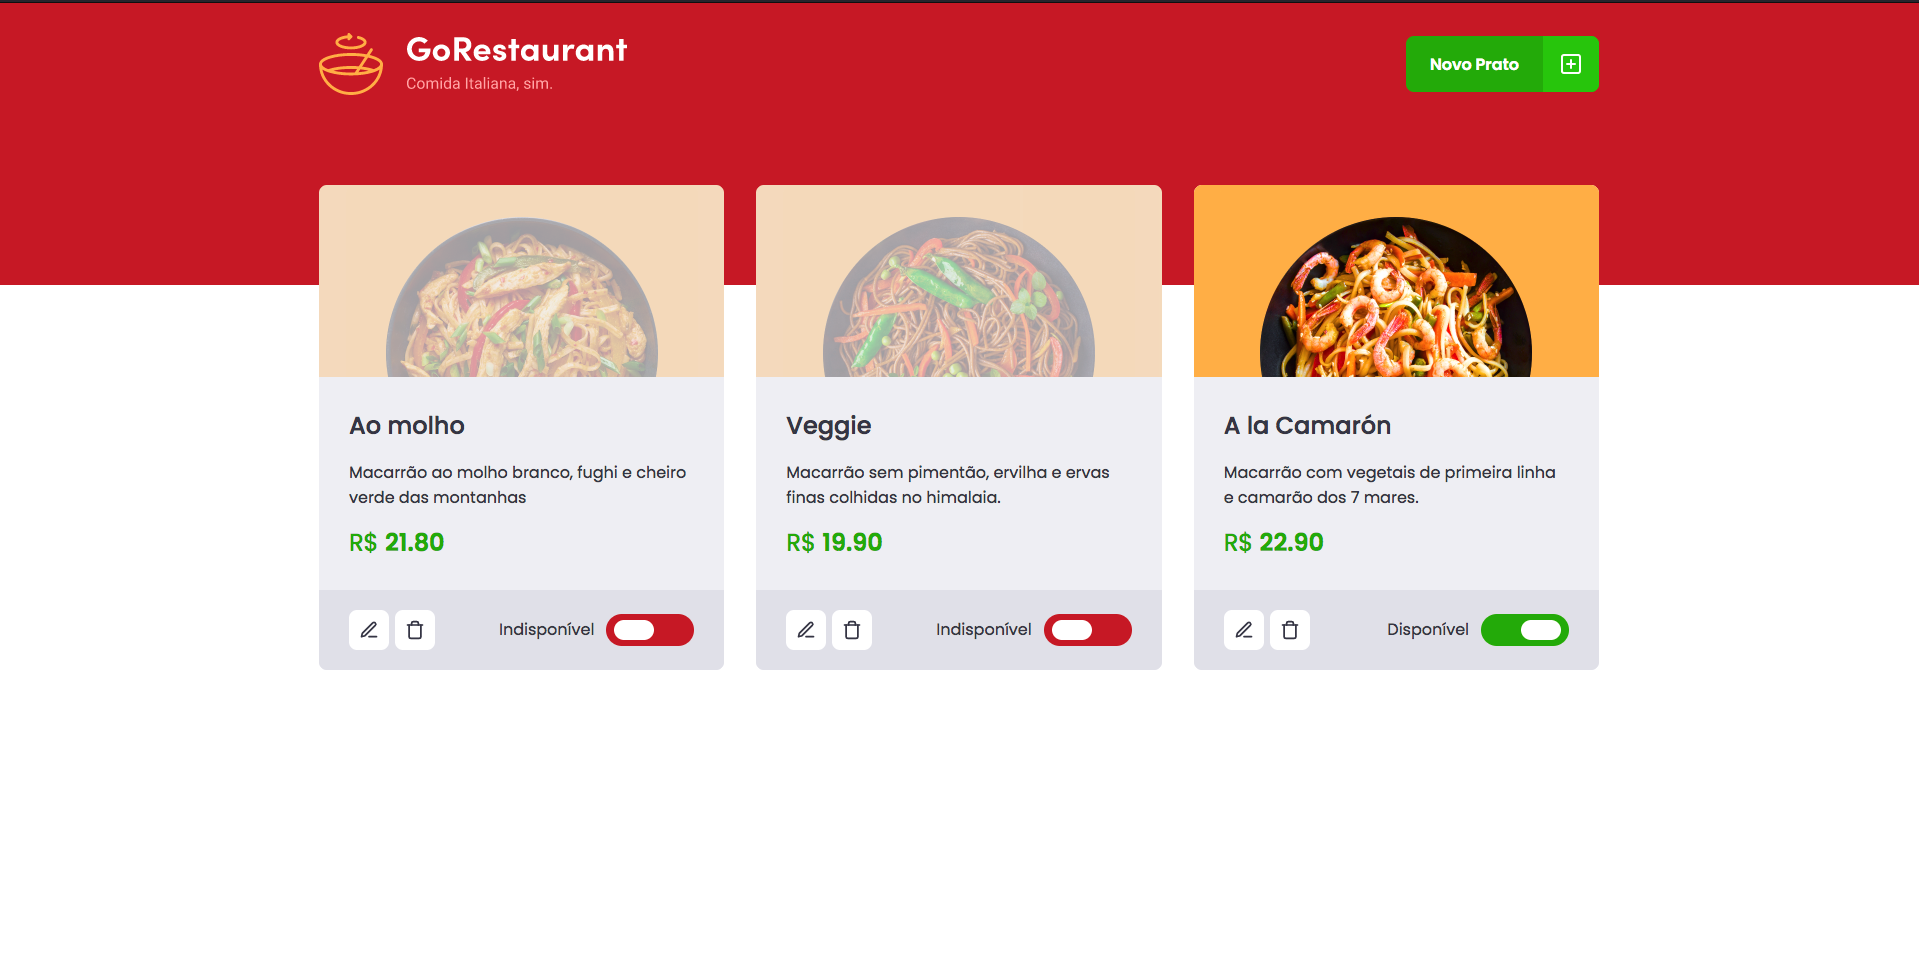 GoRestaurant
Comida Italiana, sim.
Novo Prato
Ao molho
Macarrão ao molho branco, fughi e cheiro
verde das montanhas
R$ 21.80
Indisponível
Veggie
Macarrão sem pimentão, ervilha e ervas
finas colhidas no himalaia.
R$ 19.90
Indisponível
A la Camarón
Macarrão com vegetais de primeira linha
e camarão dos 7 mares.
R$ 22.90
Disponível